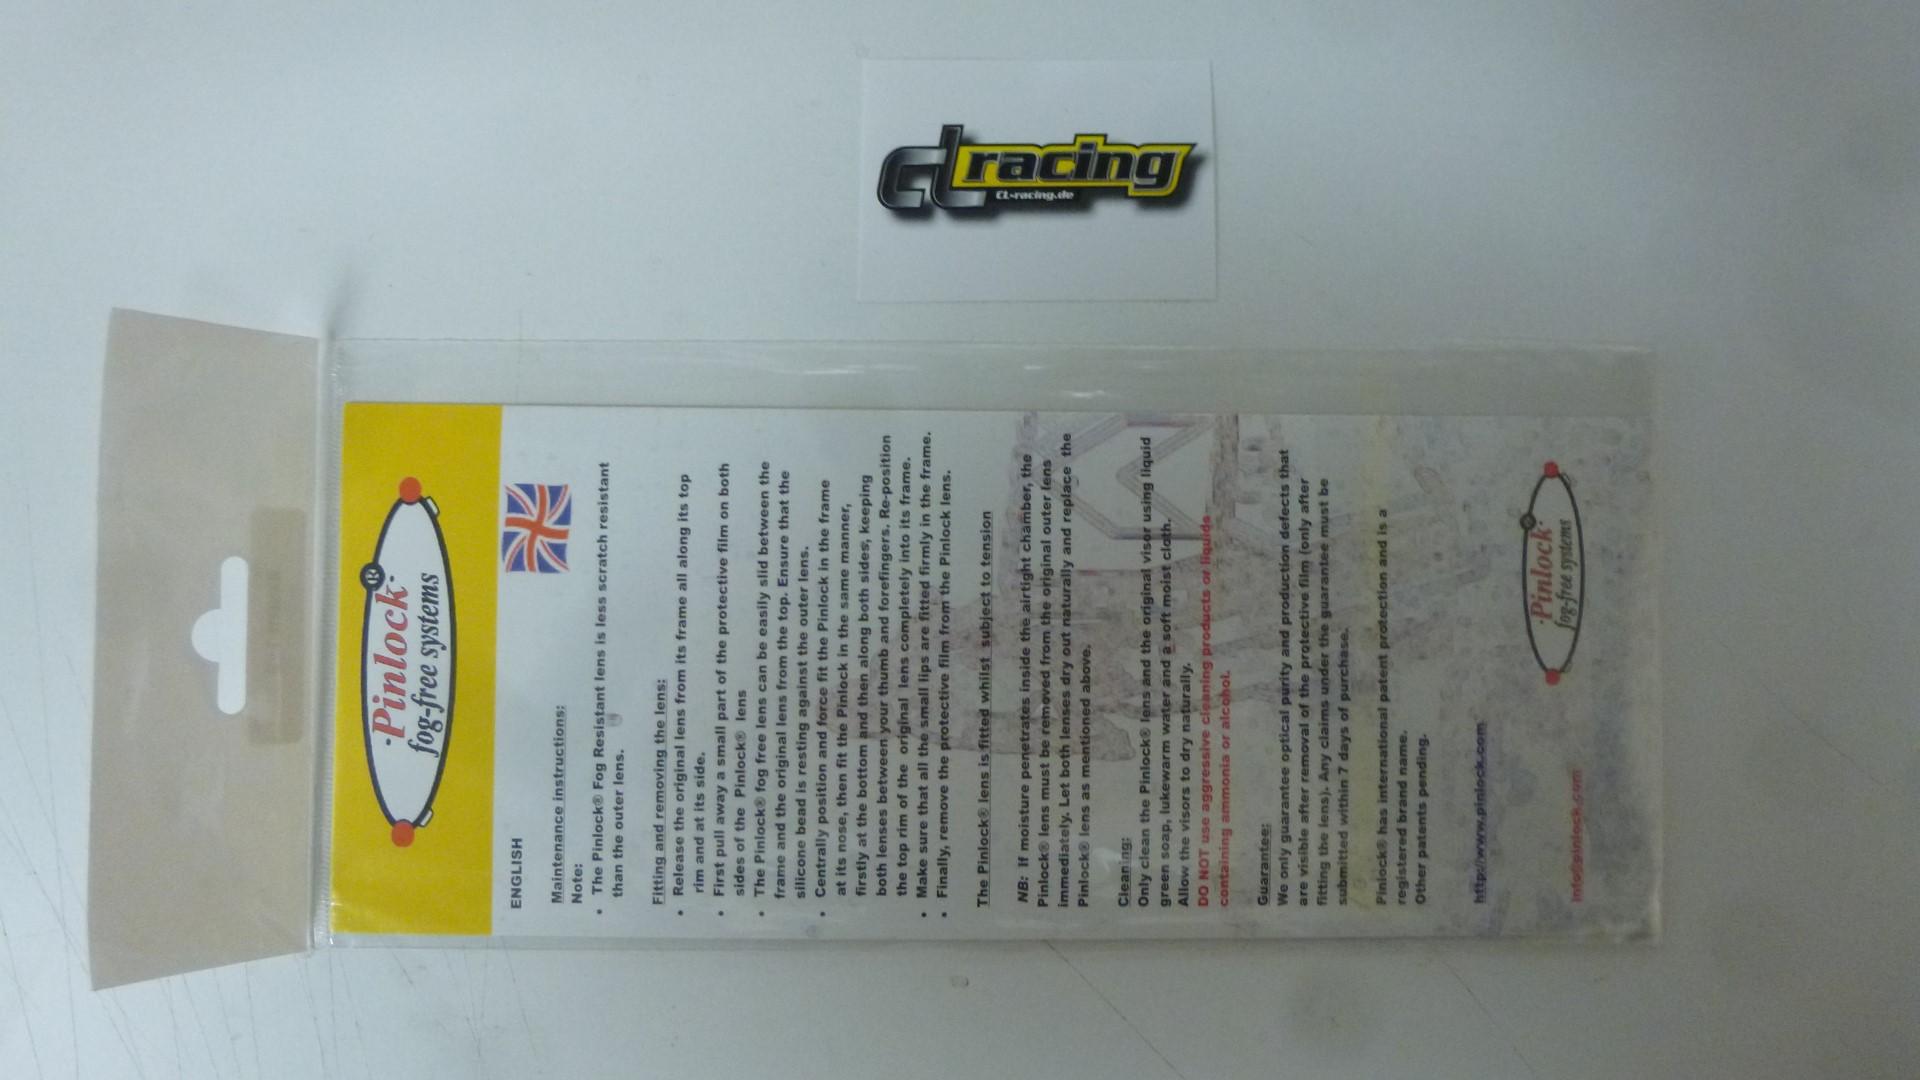 ·Pinlock·®
fog-free systems
ENGLISH
Maintenance instructions:
Note:
• The Pinlock® Fog Resistant lens is less scratch resistant
than the outer lens.
Fitting and removing the lens:
• Release the original lens from its frame all along its top
rim and at its side.
• First pull away a small part of the protective film on both
sides of the Pinlock® lens
• The Pinlock® fog free lens can be easily slid between the
frame and the original lens from the top. Ensure that the
silicone bead is resting against the outer lens.
• Centrally position and force fit the Pinlock in the frame
at its nose, then fit the Pinlock in the same manner,
firstly at the bottom and then along both sides, keeping
both lenses between your thumb and forefingers. Re-position
the top rim of the original lens completely into its frame.
• Make sure that all the small lips are fitted firmly in the frame.
• Finally, remove the protective film from the Pinlock lens.
The Pinlock® lens is fitted whilst subject to tension
NB: If moisture penetrates inside the airtight chamber, the
Pinlock® lens must be removed from the original outer lens
immediately. Let both lenses dry out naturally and replace the
Pinlock® lens as mentioned above.
Cleaning:
Only clean the Pinlock® lens and the original visor using liquid
green soap, lukewarm water and a soft moist cloth.
Allow the visors to dry naturally.
DO NOT use aggressive cleaning products or liquids
containing ammonia or alcohol.
Guarantee:
We only guarantee optical purity and production defects that
are visible after removal of the protective film (only after
fitting the lens). Any claims under the guarantee must be
submitted within 7 days of purchase.
Pinlock® has international patent protection and is a
registered brand name.
Other patents pending.
http://www.pinlock.com
info@pinlock.com
·Pinlock·
fog-free systems
CL racing
CL-racing.de